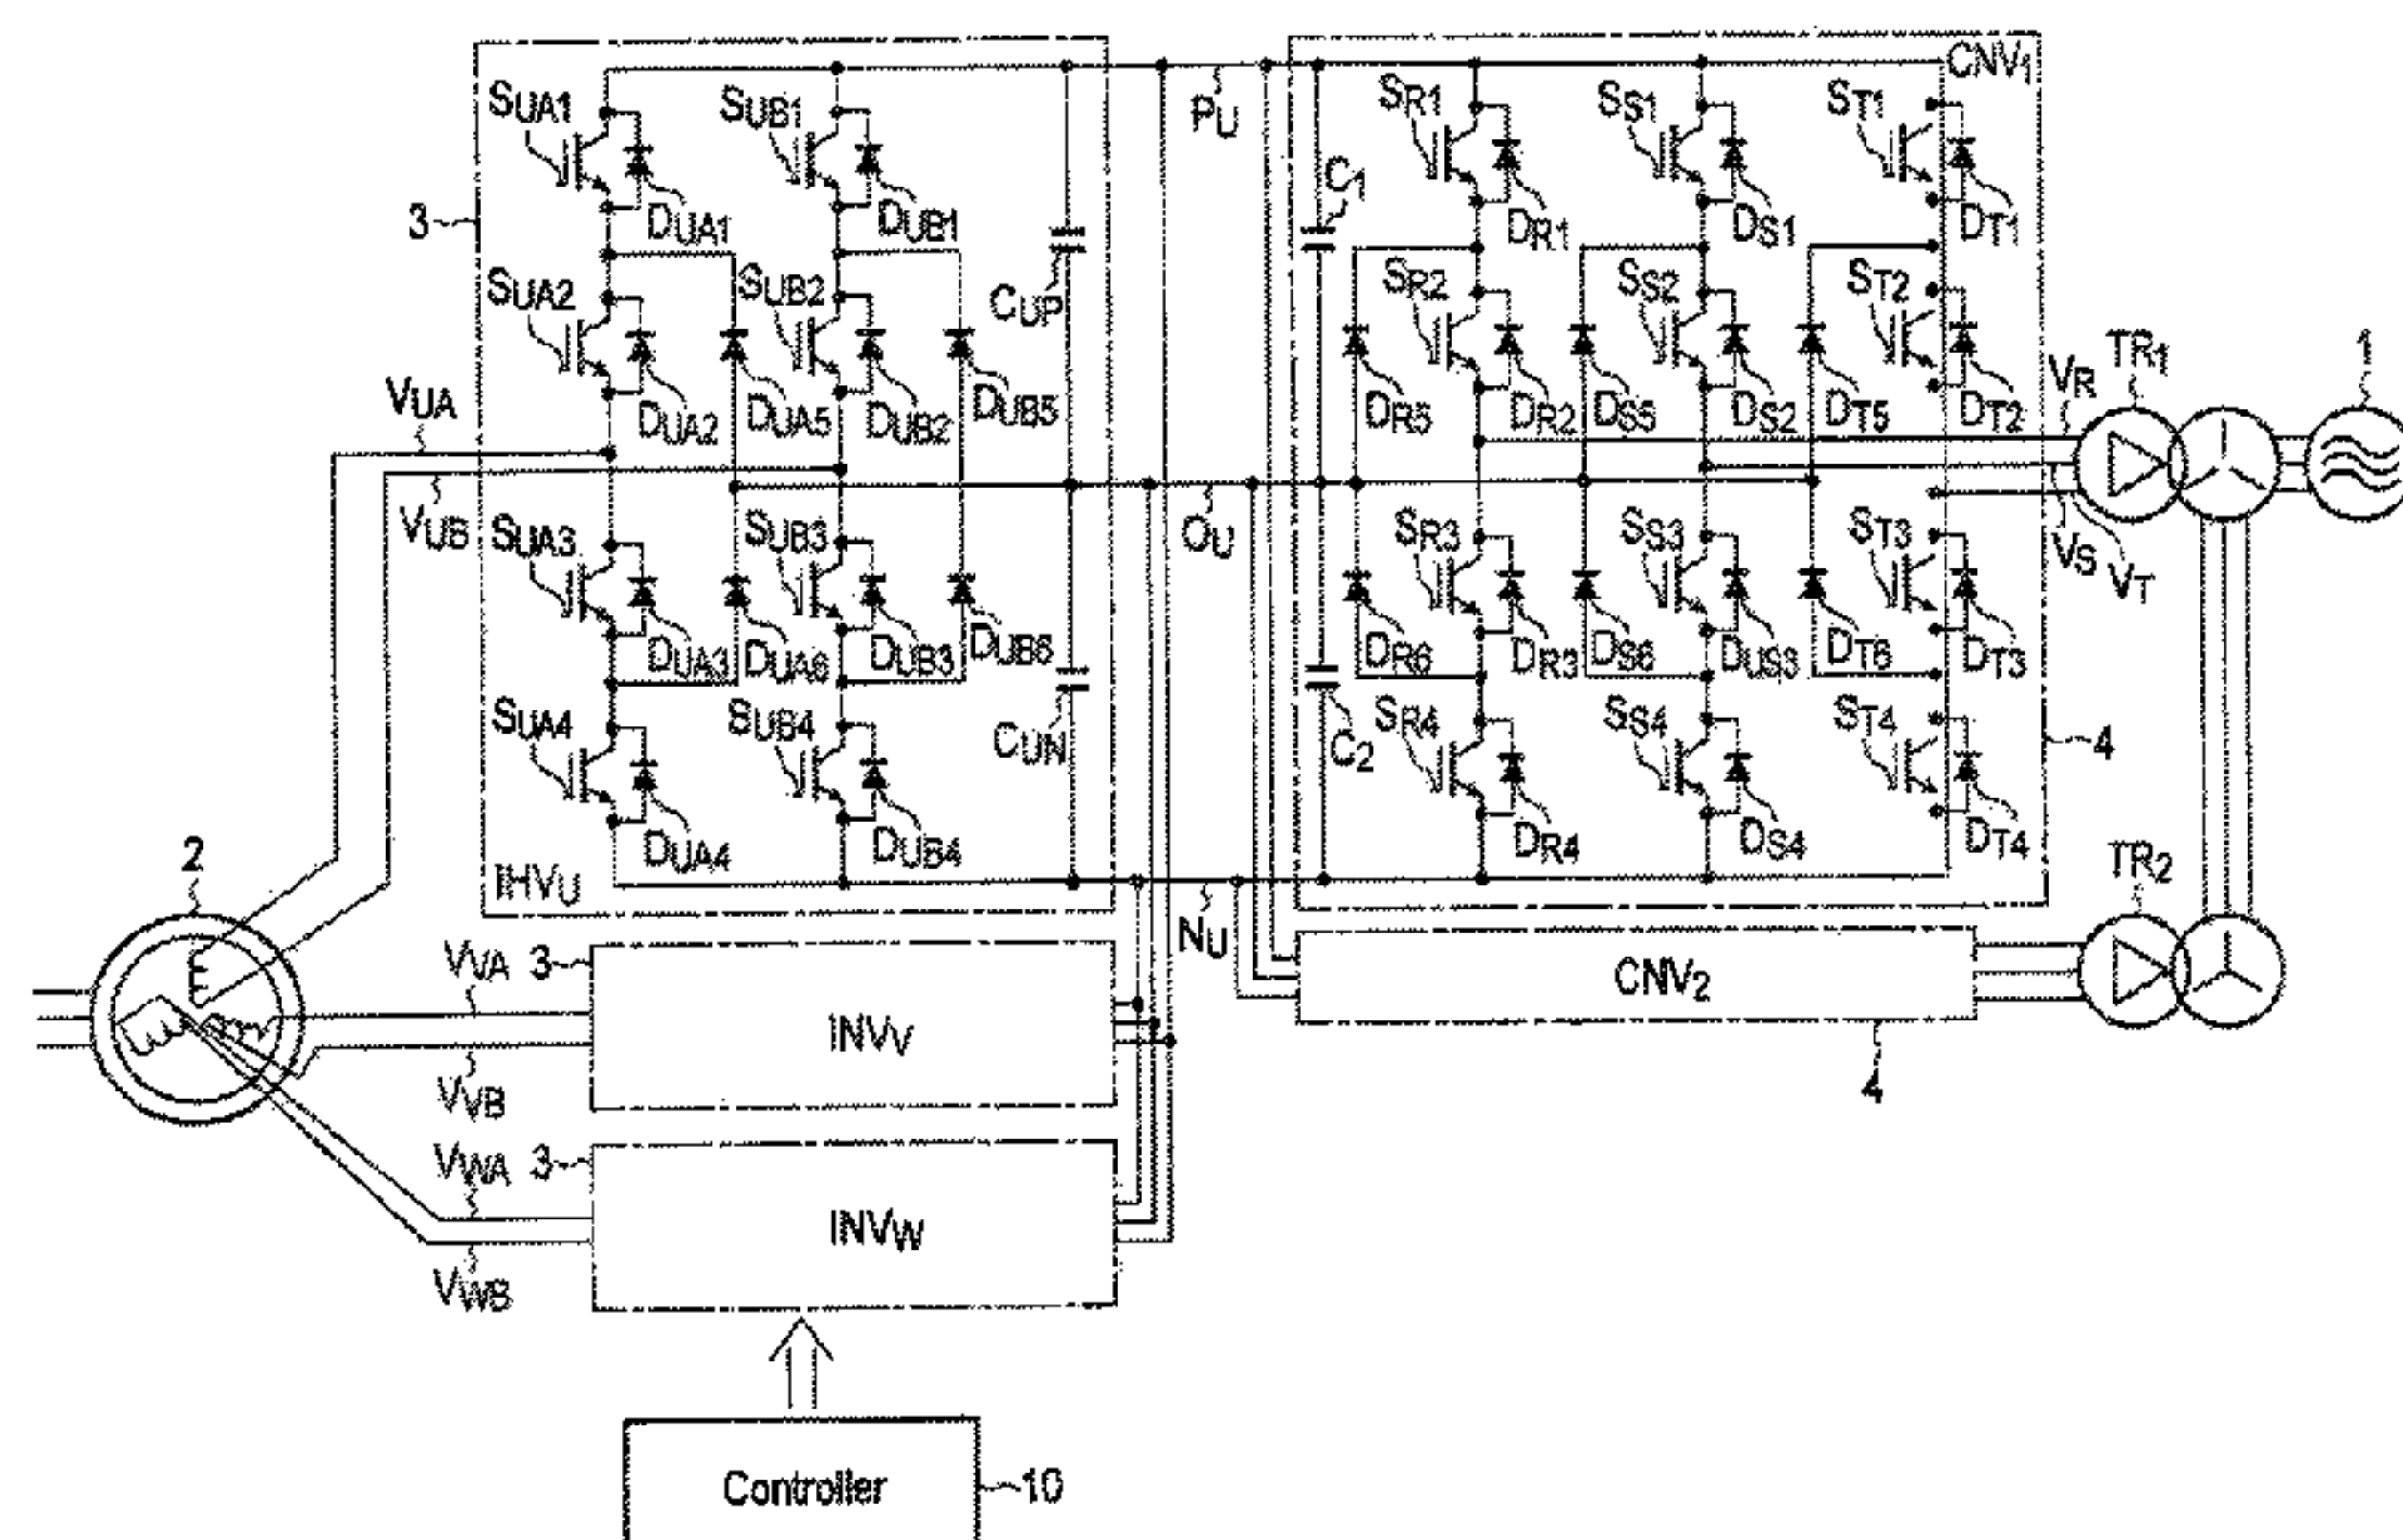 CNV1
SUA1
SUB1
PU
SR1
SS1
ST1
C1
3
DUA1
DUB1
DR1
DS1
DT1
SUA2
SUB2
CUP
SR2
SS2
ST2
TR1
1
VR
VUA
DUA2
DUA5
DUB2
DUB5
DR5
DR2
DS5
DS2
DT5
DT2
VUB
SUA3
SUB3
OU
SR3
SS3
ST3
VS
VT
DUA3
DUA6
DUB3
DUB6
DR6
DR3
DS6
DUS3
DT6
DT3
SUA4
SUB4
CUN
C2
SR4
SS4
ST4
4
DUA4
DUB4
DR4
DS4
DT4
2
IHVU
NU
TR2
VVA
3
INVV
CNV2
VVB
4
VWA
3
INVW
VWB
Controller
10